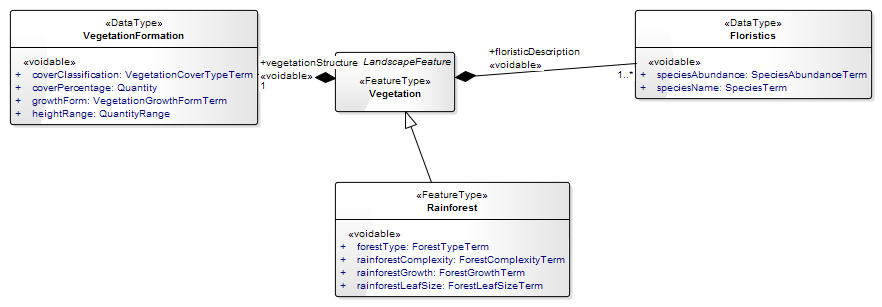 «DataType»
VegetationFormation
«voidable»
+ coverClassification: VegetationCoverTypeTerm
+ coverPercentage: Quantity
+ growthForm: VegetationGrowthFormTerm
+ heightRange: QuantityRange
+vegetationStructure
«voidable»
1
LandscapeFeature
«FeatureType»
Vegetation
+floristicDescription
«voidable»
1..*
«DataType»
Floristics
«voidable»
+ speciesAbundance: SpeciesAbundanceTerm
+ speciesName: SpeciesTerm
«FeatureType»
Rainforest
«voidable»
+ forestType: ForestTypeTerm
+ rainforestComplexity: ForestComplexityTerm
+ rainforestGrowth: ForestGrowthTerm
+ rainforestLeafSize: ForestLeafSizeTerm